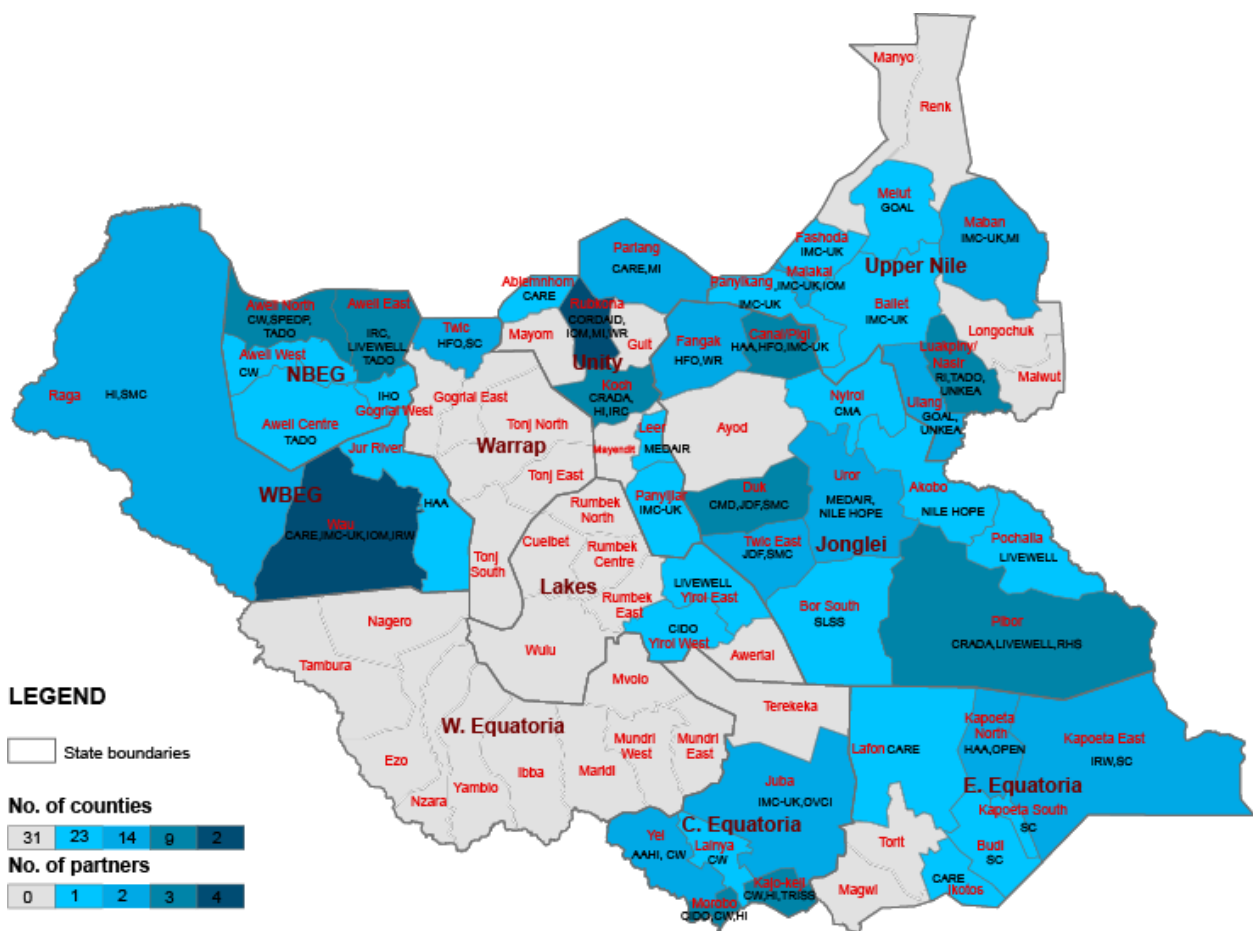 Manyo
Renk
Melut
GOAL
Maban
IMC-UK,MI
Fashoda
IMC-UK
Upper Nile
Malakal
IMC-UK,IOM
Panyikang
IMC-UK
Baliet
IMC-UK
Longochuk
Luakpiny/
Nasir
RI,TADO,
UNKEA
Maiwut
Ulang
GOAL,
UNKEA
Pariang
CARE,MI
Abiemnhom
CARE
Rubkona
CORDAID,
IOM,MI,WR
Mayom
Guit
Unity
Koch
CRADA,
HI,IRC
Mayendit
Leer
MEDAIR
Panyijiar
IMC-UK
Fangak
HFO,WR
Canal/Pigi
HAA,HFO,IMC-UK
Nyirol
CMA
Ayod
Duk
CMD,JDF,SMC
Uror
MEDAIR,
NILE HOPE
Akobo
NILE HOPE
Pochalla
LIVEWELL
Twic East
JDF,SMC
Jonglei
Bor South
SLSS
Pibor
CRADA,LIVEWELL,RHS
Aweil North
CW,SPEDP,
TADO
Aweil East
IRC,
LIVEWELL
TADO
Aweil West
CW
NBEG
Aweil Centre
TADO
Twic
HFO,SC
IHO
Gogrial West
Gogrial East
Tonj North
Warrap
Tonj East
Tonj
South
Raga
HI,SMC
WBEG
Jur River
HAA
Wau
CARE,IMC-UK,IOM,IRW
Rumbek
North
Cueibet
Rumbek
Centre
Lakes
Rumbek
East
Wulu
LIVEWELL
Yirol East
CIDO
Yirol West
Awerial
Nagero
Tambura
W. Equatoria
Mvolo
Mundri
West
Mundri
East
Ezo
Nzara
Yambio
Ibba
Maridi
Terekeka
Juba
IMC-UK,OVCI
C. Equatoria
Yei
AAHI, CW
Lainya
CW
Morobo
CIDO,CW,HI
Kajo-keji
CW,HI,TRISS
Lafon CARE
Kapoeta
North
HAA,OPEN
Kapoeta East
IRW,SC
E. Equatoria
Kapoeta South
SC
Budi
SC
Torit
Magwi
CARE
Ikotos
LEGEND
State boundaries
No. of counties
31 23 14 9 2
No. of partners
0 1 2 3 4